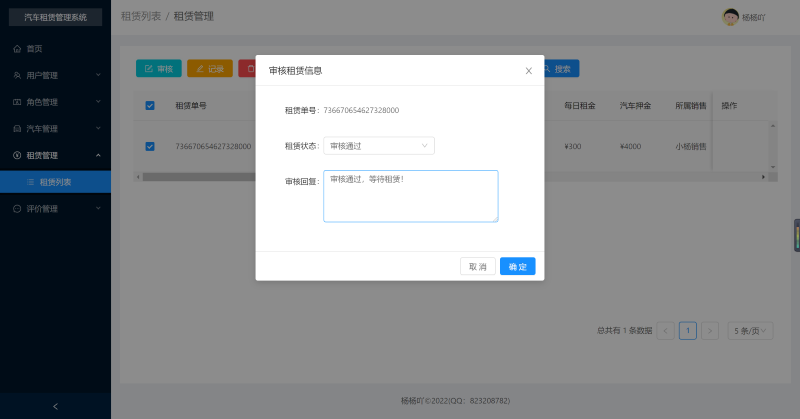 汽车租赁管理系统
租赁列表 / 租赁管理
杨杨吖
首页
用户管理
角色管理
汽车管理
租赁管理
租赁列表
评价管理
审核
记录
搜索
租赁单号
每日租金
汽车押金
所属销售
操作
736670654627328000
¥300
¥4000
小杨销售
审核租赁信息
租赁单号: 736670654627328000
租赁状态: 审核通过
审核回复: 审核通过，等待租赁！
取 消
确 定
总共有 1 条数据
1
5 条/页
杨杨吖©2022(QQ：823208782)